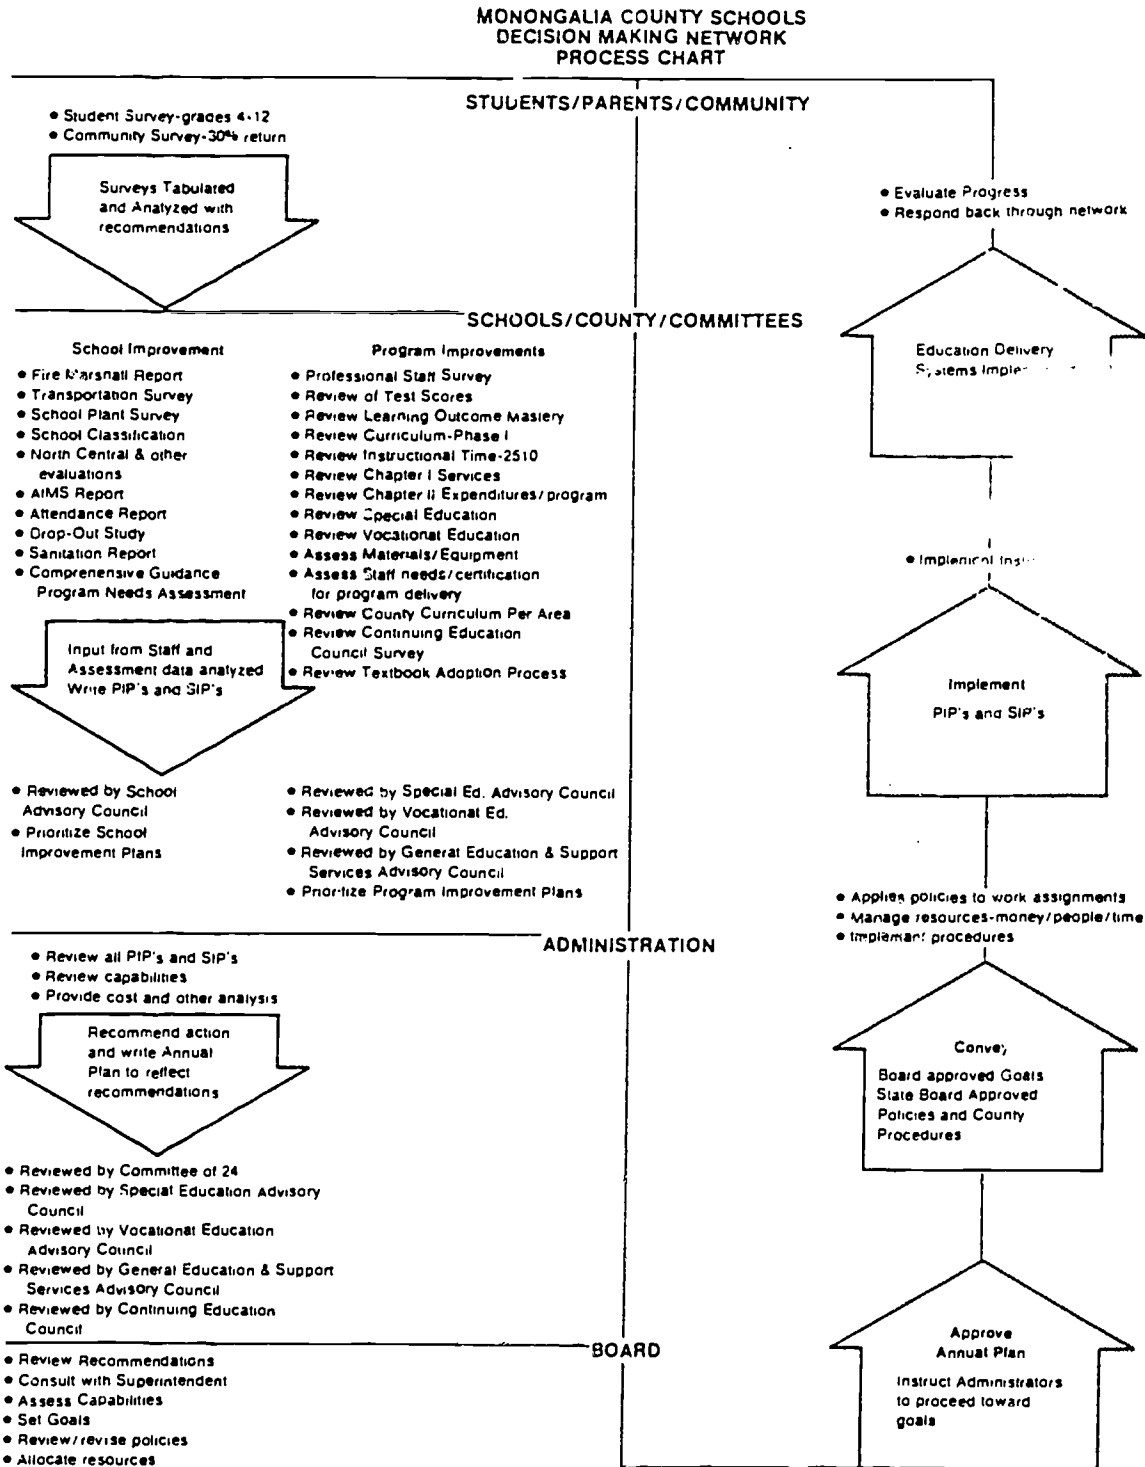 MONONGALIA COUNTY SCHOOLS
DECISION MAKING NETWORK
PROCESS CHART
STUDENTS/PARENTS/COMMUNITY
• Student Survey-grades 4-12
• Community Survey-30% return
Surveys Tabulated
and Analyzed with
recommendations
SCHOOLS/COUNTY/COMMITTEES
School Improvement
• Fire Marshall Report
• Transportation Survey
• School Plant Survey
• School Classification
• North Central & other
evaluations
• AIMS Report
• Attendance Report
• Drop-Out Study
• Sanitation Report
• Comprehensive Guidance
Program Needs Assessment
Program Improvements
• Professional Staff Survey
• Review of Test Scores
• Review Learning Outcome Mastery
• Review Curriculum-Phase I
• Review Instructional Time-2510
• Review Chapter I Services
• Review Chapter II Expenditures/program
• Review Special Education
• Review Vocational Education
• Assess Materials/Equipment
• Assess Staff needs/certification
for program delivery
• Review County Curriculum Per Area
• Review Continuing Education
Council Survey
• Review Textbook Adoption Process
Input from Staff and
Assessment data analyzed
Write PIP's and SIP's
• Reviewed by School
Advisory Council
• Prioritize School
Improvement Plans
• Reviewed by Special Ed. Advisory Council
• Reviewed by Vocational Ed.
Advisory Council
• Reviewed by General Education & Support
Services Advisory Council
• Prioritize Program Improvement Plans
ADMINISTRATION
• Review all PIP's and SIP's
• Review capabilities
• Provide cost and other analysis
Recommend action
and write Annual
Plan to reflect
recommendations
• Reviewed by Committee of 24
• Reviewed by Special Education Advisory
Council
• Reviewed by Vocational Education
Advisory Council
• Reviewed by General Education & Support
Services Advisory Council
• Reviewed by Continuing Education
Council
BOARD
• Review Recommendations
• Consult with Superintendent
• Assess Capabilities
• Set Goals
• Review/revise policies
• Allocate resources
• Evaluate Progress
• Respond back through network
Education Delivery
Systems
• Implement
Implement
PIP's and SIP's
• Applies policies to work assignments
• Manage resources-money/people/time
• Implemant procedures
Convey
Board approved Goals
State Board Approved
Policies and County
Procedures
Approve
Annual Plan
Instruct Administrators
to proceed toward
goals